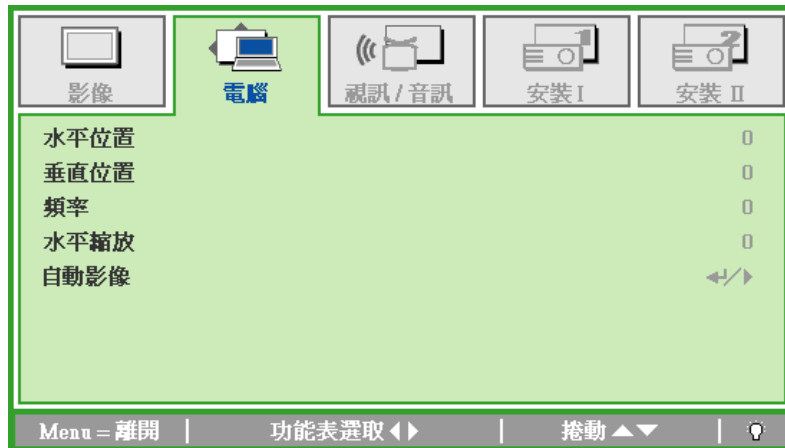 影像
電腦
視訊 / 音訊
安裝 I
安裝 II
水平位置 0
垂直位置 0
頻率 0
水平縮放 0
自動影像
Menu = 離開
功能表選取
捲動